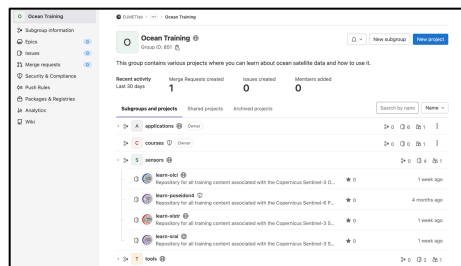 Ocean Training
Subgroup information
Epics 0
Issues 0
Merge requests 0
Security & Compliance
Push Rules
Packages & Registries
Analytics
Wiki
EUMETlab > ... > Ocean Training
O Ocean Training
Group ID: 851
New subgroup New project
This group contains various projects where you can learn about ocean satellite data and how to use it.
Recent activity Merge Requests created Issues created Members added
Last 30 days 1 0 0
Subgroups and projects Shared projects Archived projects Search by name Name
A applications Owner 0 6 1
C courses Owner 0 0 1
S sensors 0 4 1
learn-olci 0 1 week ago
Repository for all training content associated with the Copernicus Sentinel-3 O...
learn-poseidon4 0 4 months ago
Repository for all training content associated with the Copernicus Sentinel-6 P...
learn-slstr 0 1 week ago
Repository for all training content associated with the Copernicus Sentinel-3 S...
learn-sral 0 1 week ago
Repository for all training content associated with the Copernicus Sentinel-3 S...
T tools 0 2 1